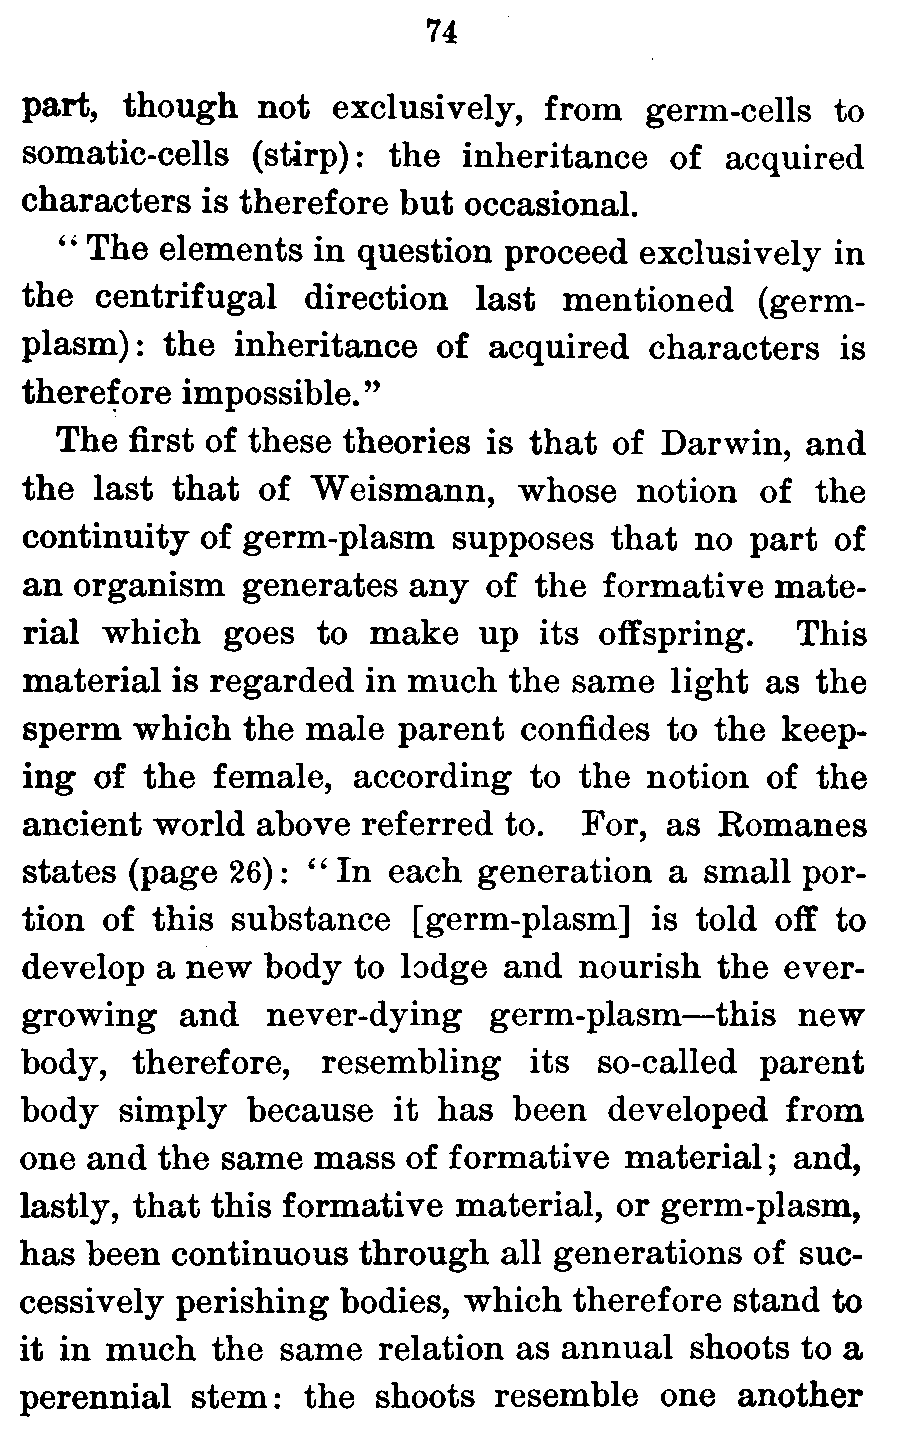 74
part, though not exclusively, from germ-cells to
somatic-cells (stirp): the inheritance of acquired
characters is therefore but occasional.
“The elements in question proceed exclusively in
the centrifugal direction last mentioned (germ-
plasm): the inheritance of acquired characters is
therefore impossible.”
The first of these theories is that of Darwin, and
the last that of Weismann, whose notion of the
continuity of germ-plasm supposes that no part of
an organism generates any of the formative mate-
rial which goes to make up its offspring. This
material is regarded in much the same light as the
sperm which the male parent confides to the keep-
ing of the female, according to the notion of the
ancient world above referred to. For, as Romanes
states (page 26): “In each generation a small por-
tion of this substance [germ-plasm] is told off to
develop a new body to lodge and nourish the ever-
growing and never-dying germ-plasm—this new
body, therefore, resembling its so-called parent
body simply because it has been developed from
one and the same mass of formative material; and,
lastly, that this formative material, or germ-plasm,
has been continuous through all generations of suc-
cessively perishing bodies, which therefore stand to
it in much the same relation as annual shoots to a
perennial stem: the shoots resemble one another